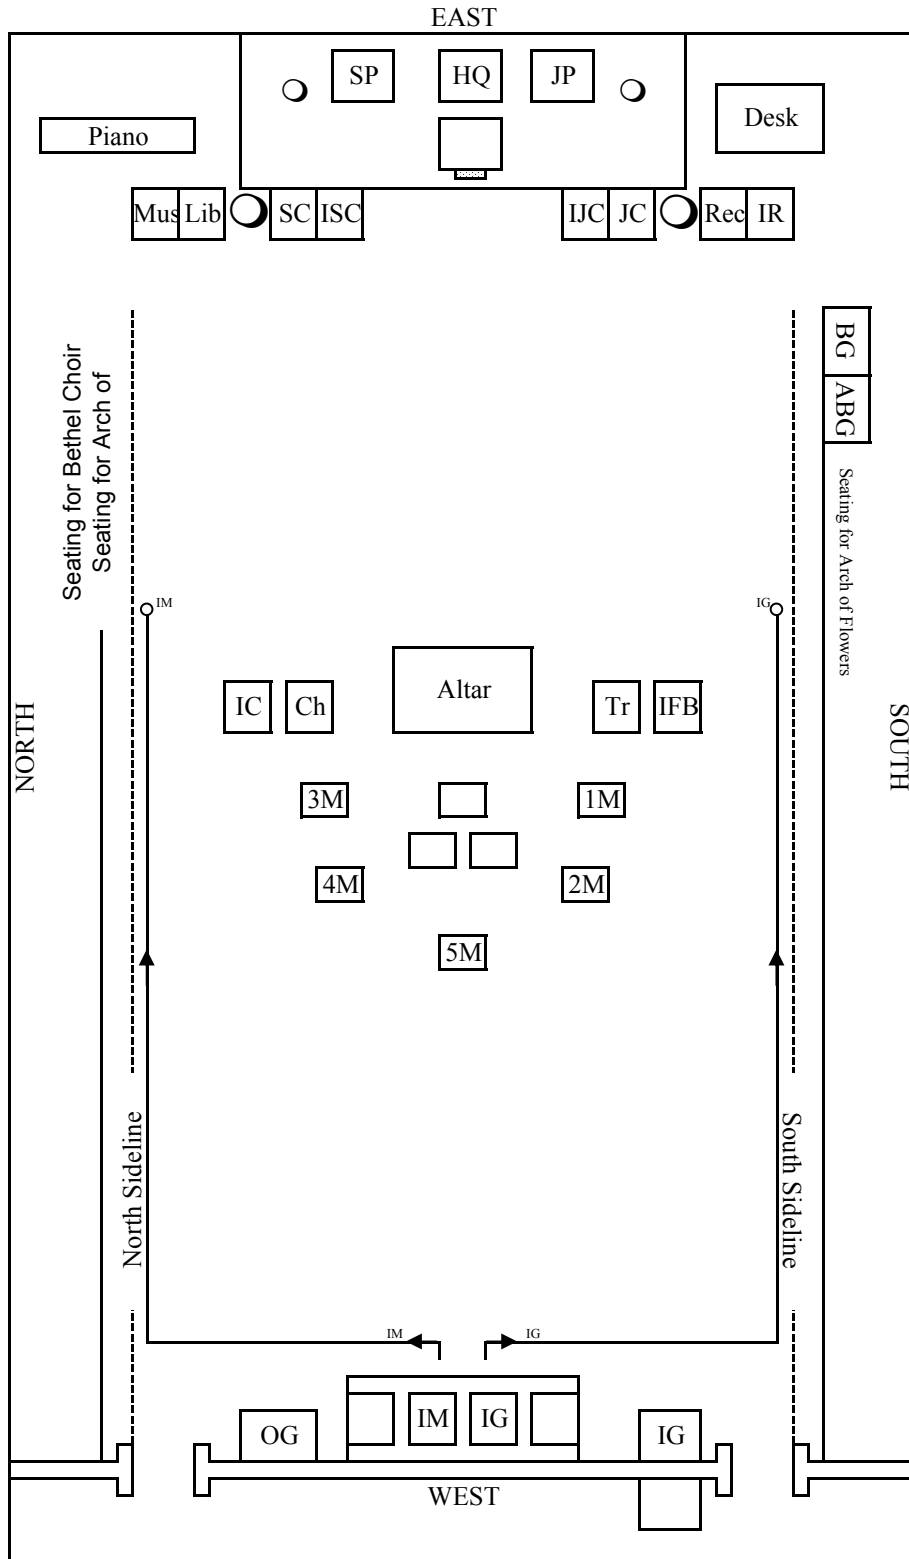 EAST
SP
HQ
JP
Desk
Piano
Mus
Lib
SC
ISC
IJC
JC
Rec
IR
BG
ABG
Seating for Bethel Choir
Seating for Arch of
Seating for Arch of Flowers
IM
IG
NORTH
IC
Ch
Altar
Tr
IFB
SOUTH
3M
1M
4M
2M
5M
North Sideline
South Sideline
IM
IG
OG
IM
IG
IG
WEST